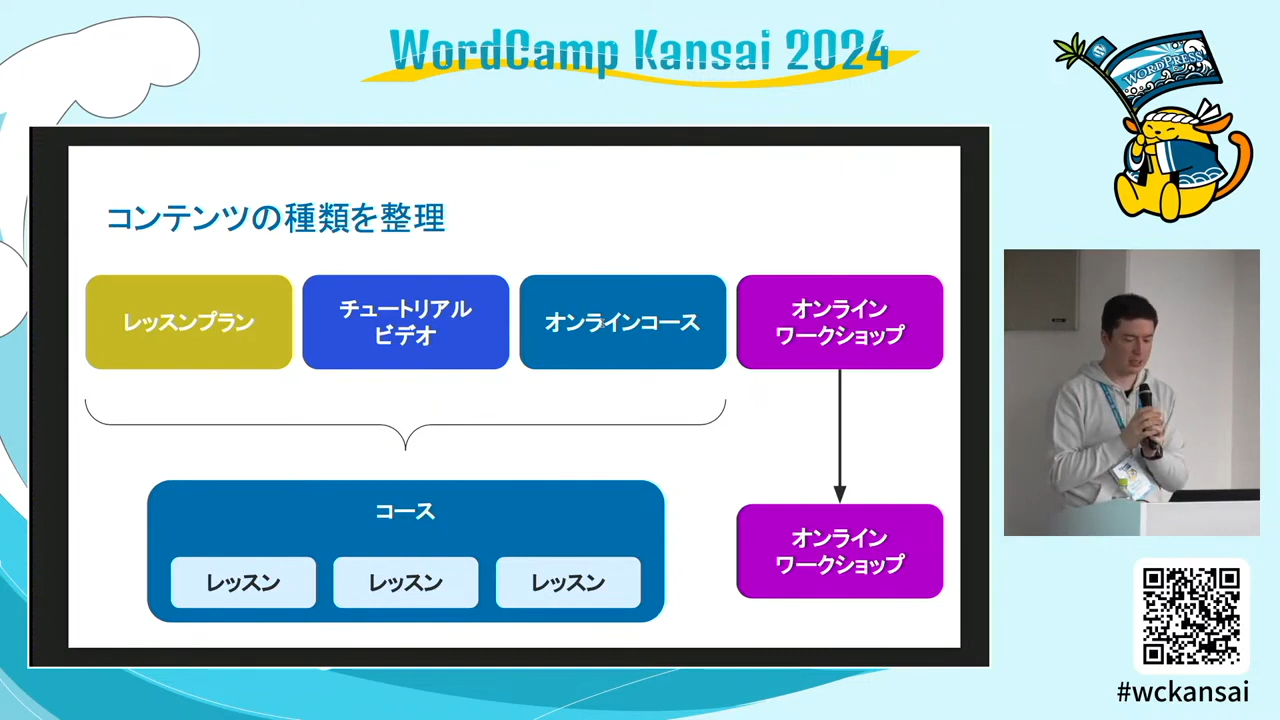 WordCamp Kansai 2024
WORDPRESS
コンテンツの種類を整理
レッスンプラン
チュートリアル
ビデオ
オンラインコース
オンライン
ワークショップ
コース
レッスン
レッスン
レッスン
オンライン
ワークショップ
#wckansai